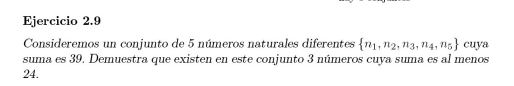 Ejercicio 2.9
Consideremos un conjunto de 5 números naturales diferentes {n₁, n₂, n₃, n₄, n₅} cuya
suma es 39. Demuestra que existen en este conjunto 3 números cuya suma es al menos
24.